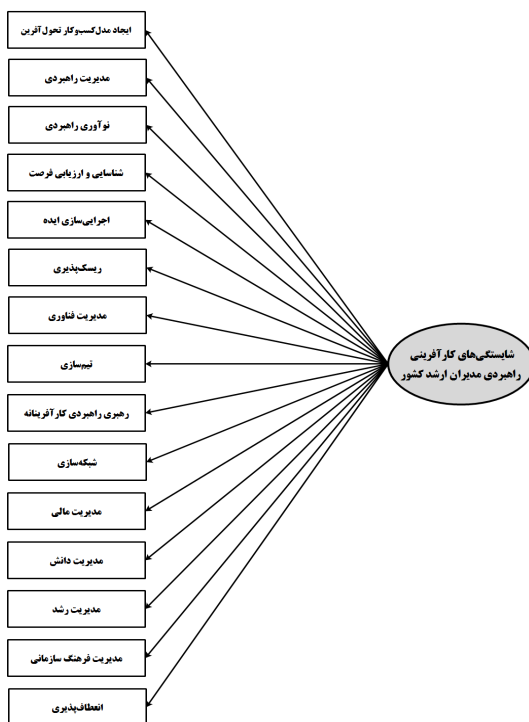 ایجاد مدل‌کسب‌وکار تحول‌آفرین
مدیریت راهبردی
نوآوری راهبردی
شناسایی و ارزیابی فرصت
اجرایی‌سازی ایده
ریسک‌پذیری
مدیریت فناوری
شایستگی‌های کارآفرینی
راهبردی مدیران ارشد کشور
تیم‌سازی
رهبری راهبردی کارآفرینانه
شبکه‌سازی
مدیریت مالی
مدیریت دانش
مدیریت رشد
مدیریت فرهنگ سازمانی
انعطاف‌پذیری